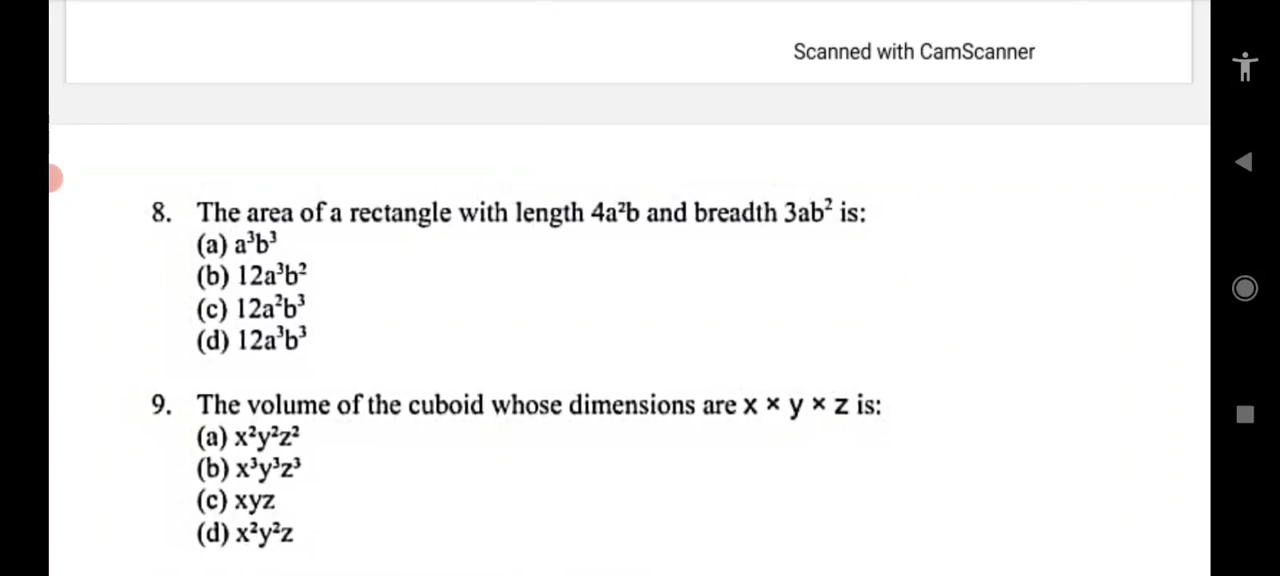 Scanned with CamScanner
8. The area of a rectangle with length 4a²b and breadth 3ab² is:
(a) a³b³
(b) 12a³b²
(c) 12a²b³
(d) 12a³b³
9. The volume of the cuboid whose dimensions are x × y × z is:
(a) x²y²z²
(b) x³y³z³
(c) xyz
(d) x²y²z